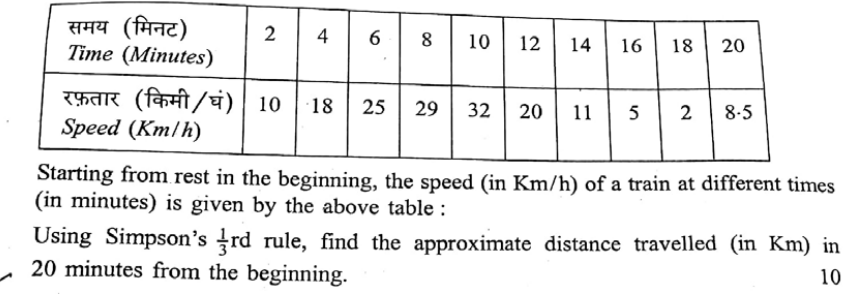 समय (मिनट) 2 4 6 8 10 12 14 16 18 20
Time (Minutes)
रफ़तार (किमी/घं) 10 18 25 29 32 20 11 5 2 8·5
Speed (Km/h)
Starting from rest in the beginning, the speed (in Km/h) of a train at different times
(in minutes) is given by the above table :
Using Simpson's ⅓rd rule, find the approximate distance travelled (in Km) in
20 minutes from the beginning. 10